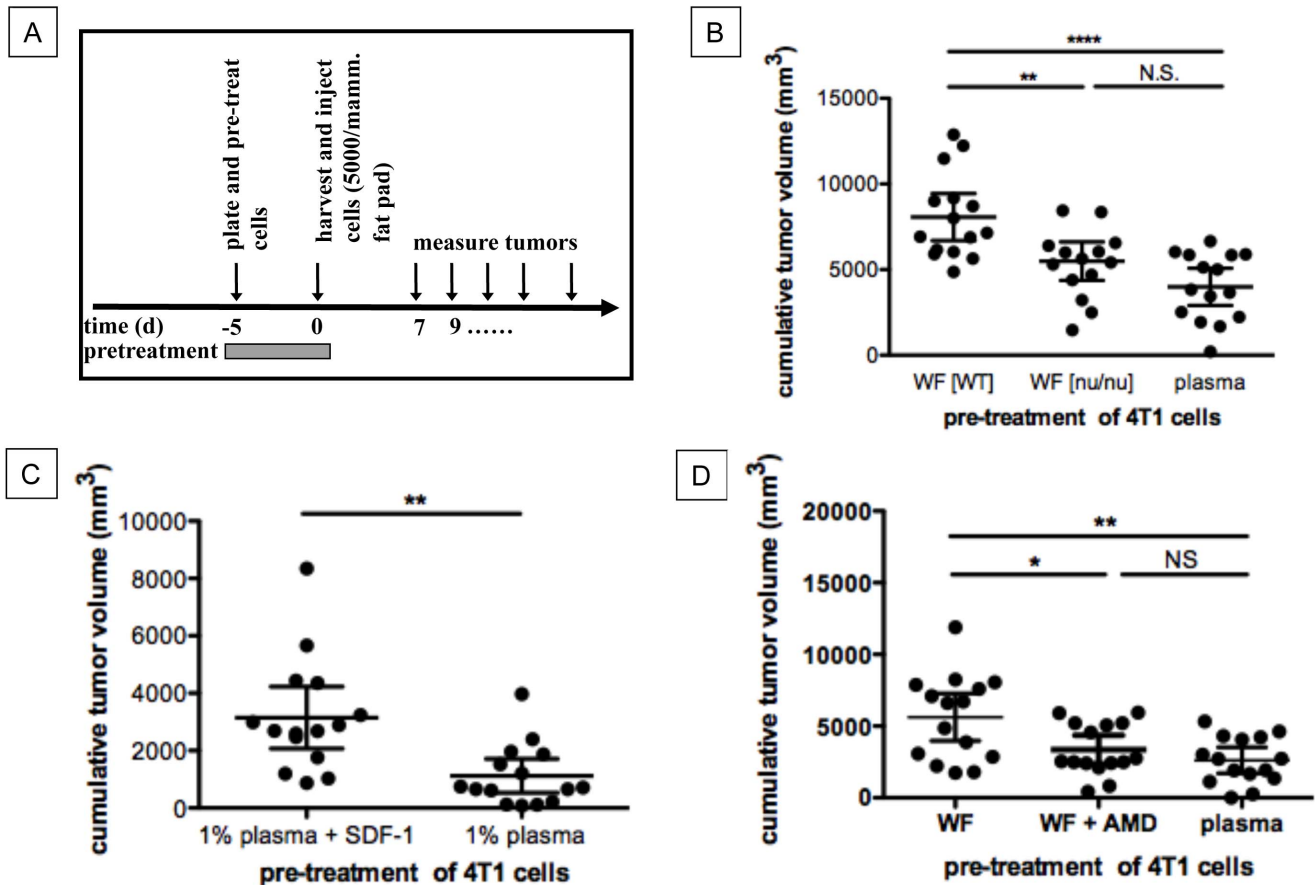 A
plate and pre-treat
cells
harvest and inject
cells (5000/mamm.
fat pad)
measure tumors
time (d)
-5
0
7
9 ......
pretreatment
B
cumulative tumor volume (mm3)
****
**
N.S.
15000
10000
5000
0
WF [WT]
WF [nu/nu]
plasma
pre-treatment of 4T1 cells
C
cumulative tumor volume (mm3)
**
10000
8000
6000
4000
2000
0
1% plasma + SDF-1
1% plasma
pre-treatment of 4T1 cells
D
cumulative tumor volume (mm3)
**
*
NS
20000
15000
10000
5000
0
WF
WF + AMD
plasma
pre-treatment of 4T1 cells